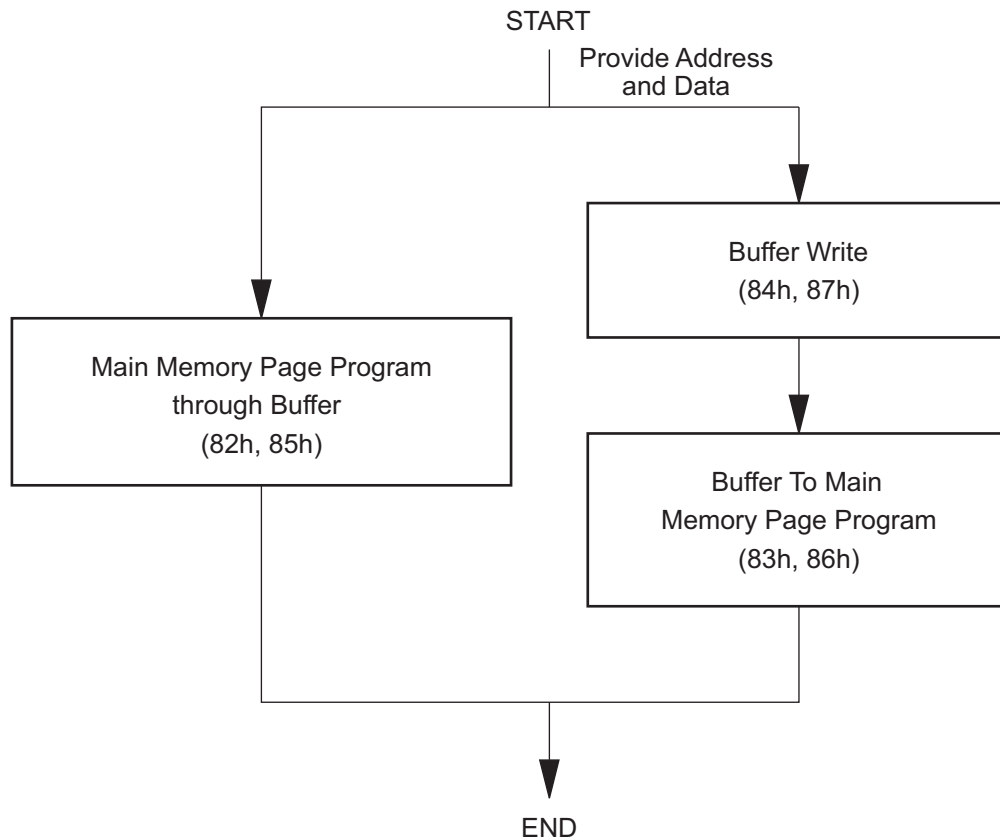 START
Provide Address
and Data
Buffer Write
(84h, 87h)
Main Memory Page Program
through Buffer
(82h, 85h)
Buffer To Main
Memory Page Program
(83h, 86h)
END